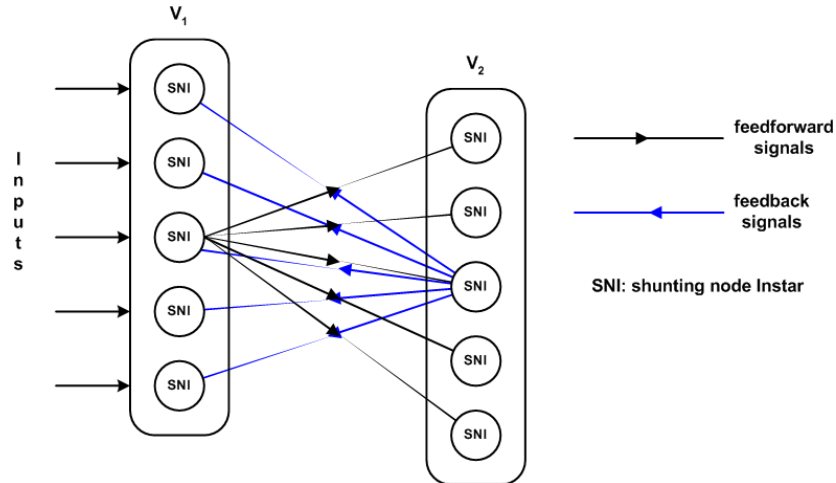 V1
V2
Inputs
SNI
SNI
SNI
SNI
SNI
SNI
SNI
SNI
SNI
SNI
feedforward
signals
feedback
signals
SNI: shunting node Instar